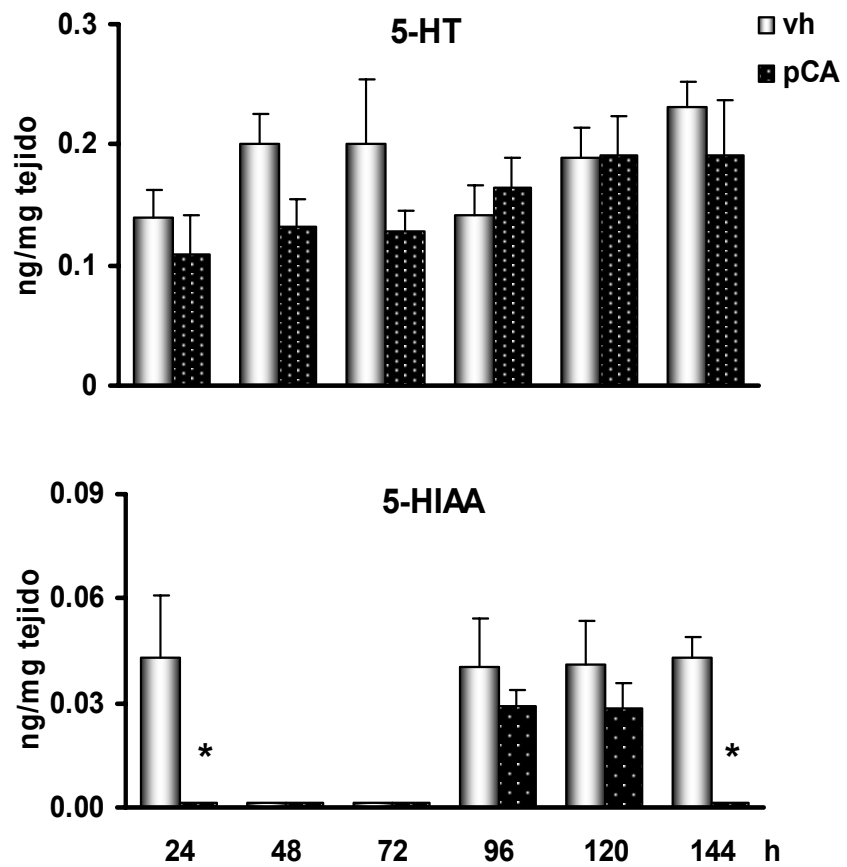 5-HT
vh
pCA
ng/mg tejido
0.3
0.2
0.1
0
5-HIAA
ng/mg tejido
0.09
0.06
0.03
0.00
*
*
24 48 72 96 120 144 h